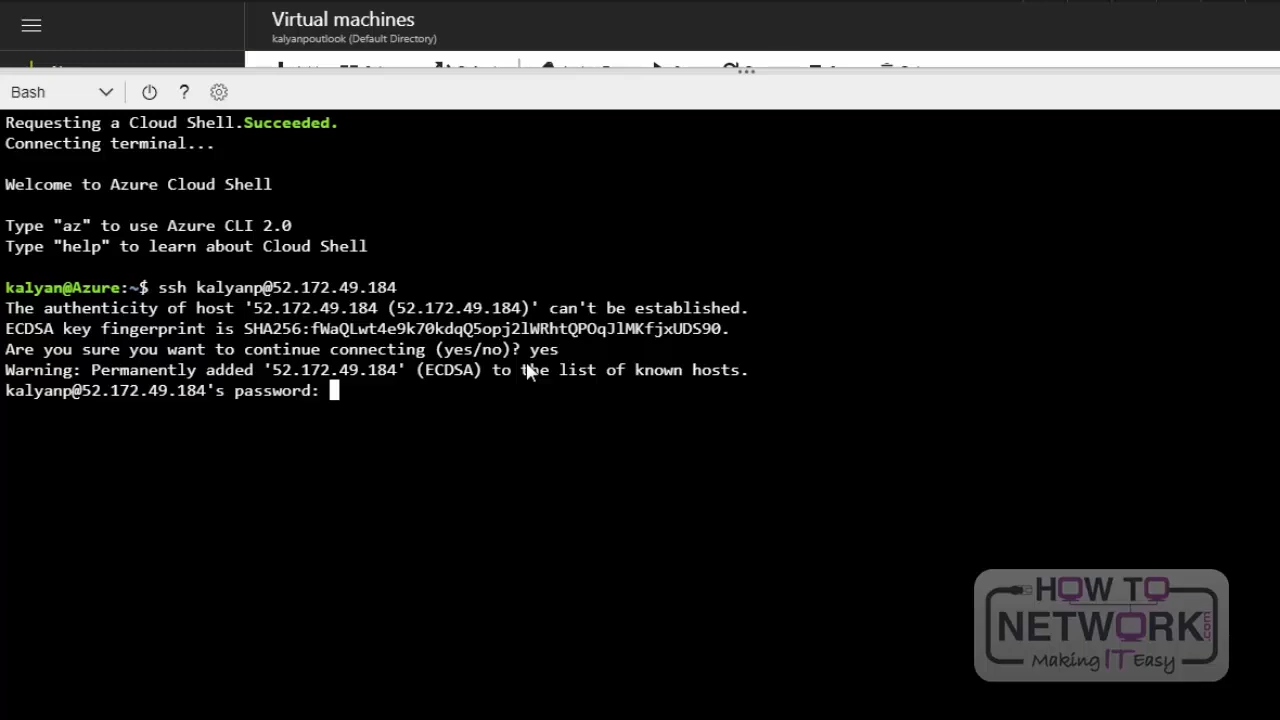 Virtual machines
kalyanpoutlook (Default Directory)
Bash
?
Requesting a Cloud Shell.Succeeded.
Connecting terminal...
Welcome to Azure Cloud Shell
Type "az" to use Azure CLI 2.0
Type "help" to learn about Cloud Shell
kalyan@Azure:~$ ssh kalyanp@52.172.49.184
The authenticity of host '52.172.49.184 (52.172.49.184)' can't be established.
ECDSA key fingerprint is SHA256:fWaQLwt4e9k70kdqQ5opj2lWRhtQPOqJlMKfjxUDS90.
Are you sure you want to continue connecting (yes/no)? yes
Warning: Permanently added '52.172.49.184' (ECDSA) to the list of known hosts.
kalyanp@52.172.49.184's password:
HOW TO
NETWORK.com
Making IT Easy